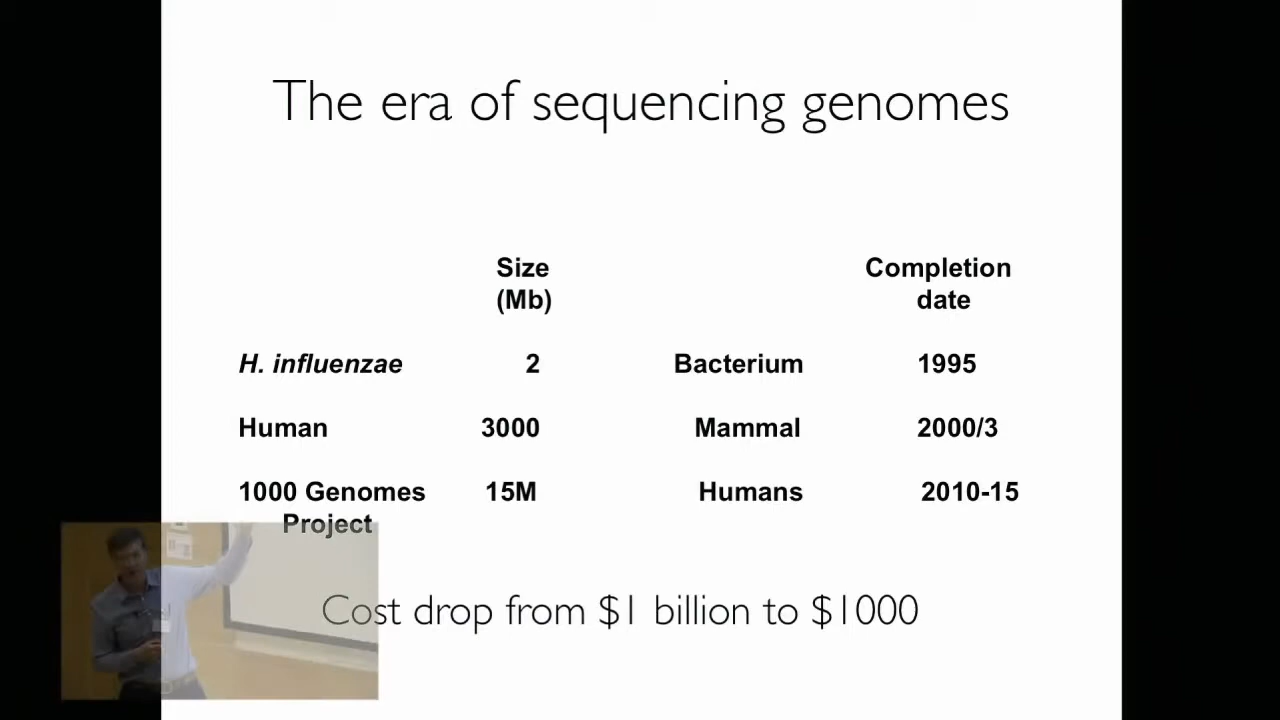 The era of sequencing genomes
Size Completion
(Mb) date
H. influenzae 2 Bacterium 1995
Human 3000 Mammal 2000/3
1000 Genomes 15M Humans 2010-15
Project
Cost drop from $1 billion to $1000